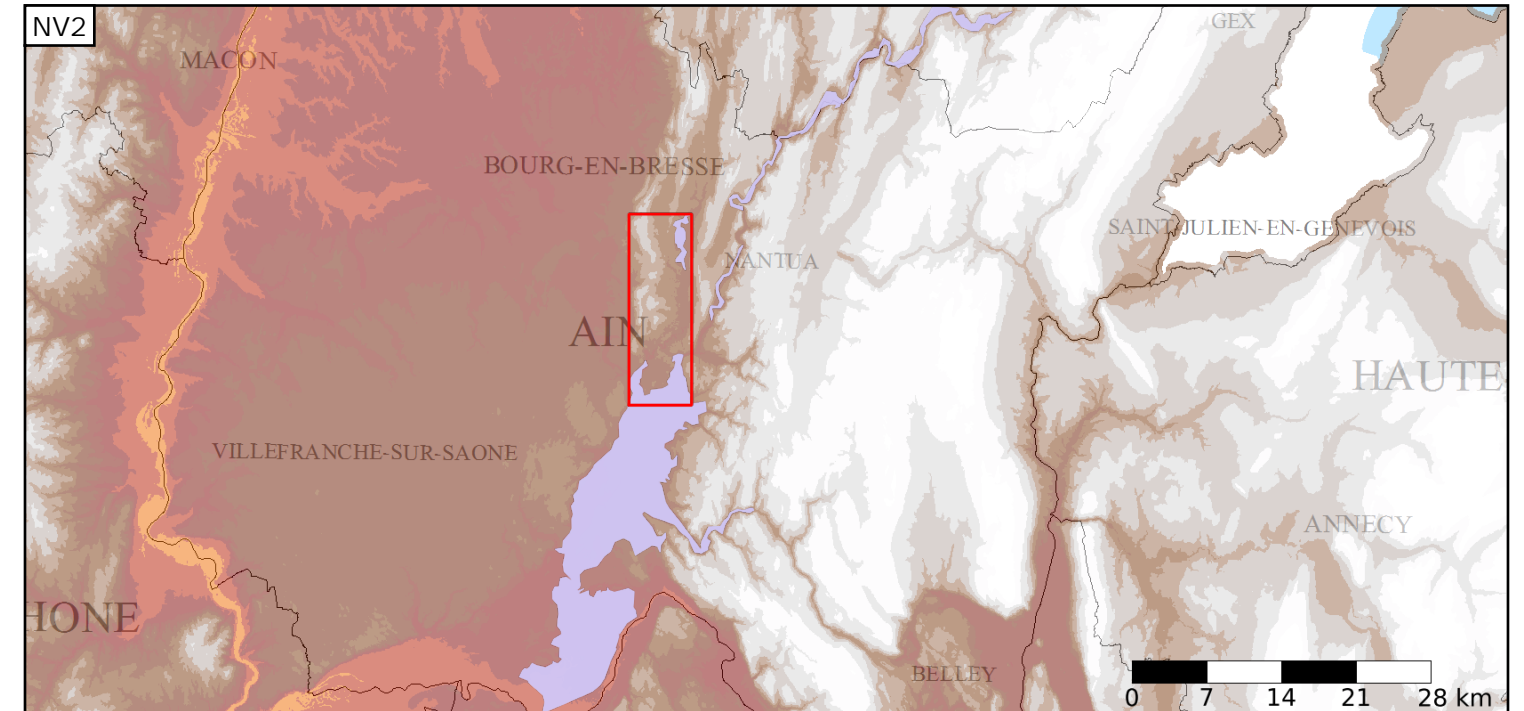 NV2
GEX
MACON
BOURG-EN-BRESSE
SAINT-JULIEN-EN-GENEVOIS
NANTUA
AIN
HAUTE
VILLEFRANCHE-SUR-SAONE
ANNECY
HONE
BELLEY
0 7 14 21 28 km